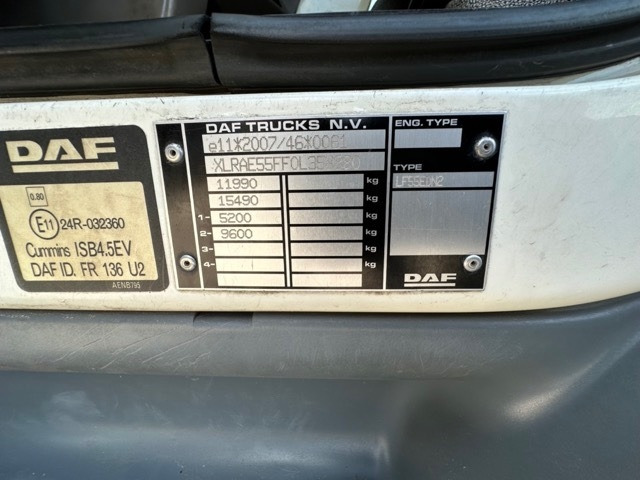 DAF
0.80
E11 24R-032360
Cummins ISB4.5EV
DAF ID. FR 136 U2
AENB795
DAF TRUCKS N.V.
e11*2007/46*0061
11990 kg
15490 kg
1- 5200 kg
2- 9600 kg
3- kg
4- kg
ENG. TYPE
TYPE
DAF